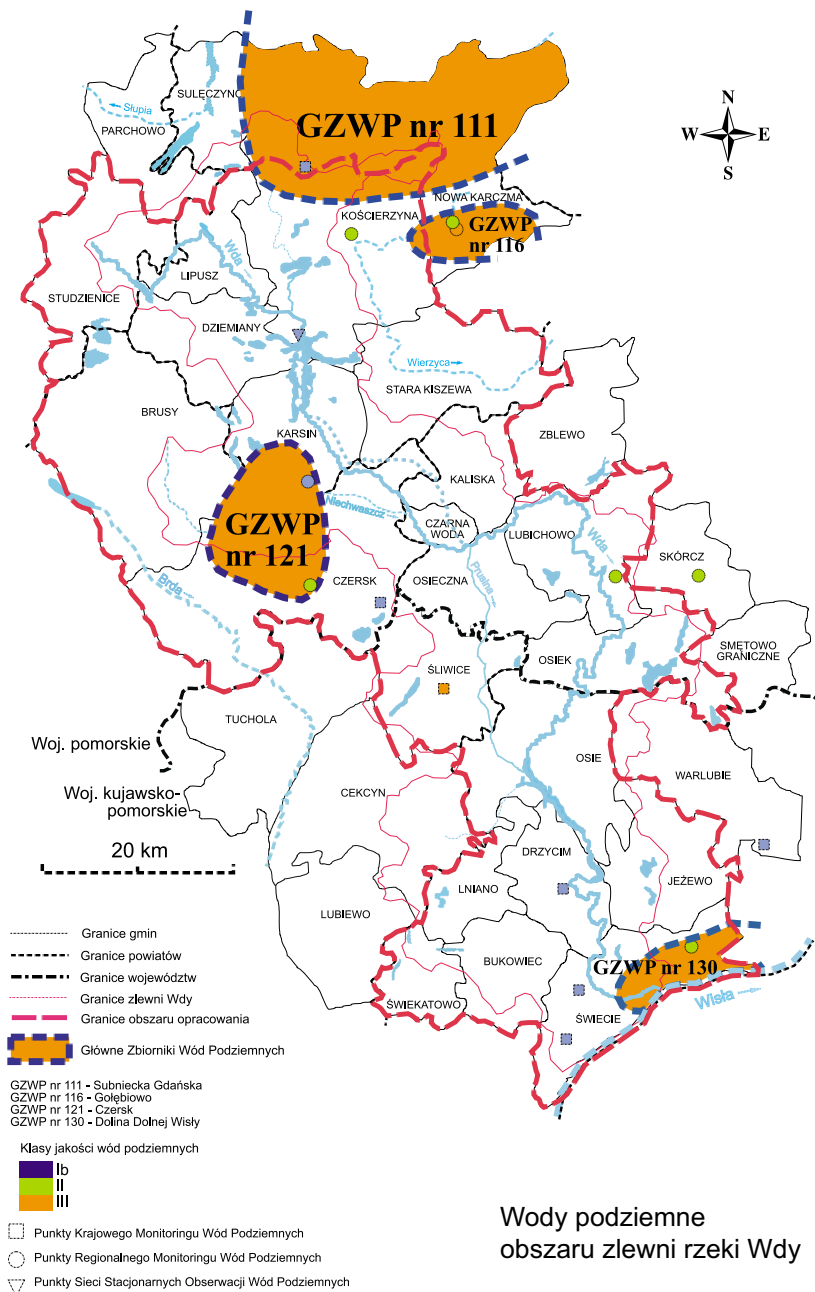 SULĘCZYNO
Słupia
PARCHOWO
GZWP nr 111
N
W
E
S
NOWA KARCZMA
KOŚCIERZYNA
GZWP
nr 116
Wda
LIPUSZ
STUDZIENICE
DZIEMIANY
Wierzyca
STARA KISZEWA
BRUSY
KARSIN
ZBLEWO
KALISKA
Niechwaszcz
GZWP
nr 121
CZARNA
WODA
LUBICHOWO
Wda
SKÓRCZ
Brda
CZERSK
OSIECZNA
Prusina
SMĘTOWO
GRANICZNE
OSIEK
ŚLIWICE
TUCHOLA
Woj. pomorskie
OSIE
WARLUBIE
Woj. kujawsko-
pomorskie
CEKCYN
20 km
DRZYCIM
JEŻEWO
LNIANO
LUBIEWO
BUKOWIEC
GZWP nr 130
Wisła
ŚWIEKATOWO
ŚWIECIE
Granice gmin
Granice powiatów
Granice województw
Granice zlewni Wdy
Granice obszaru opracowania
Główne Zbiorniki Wód Podziemnych
GZWP nr 111 - Subniecka Gdańska
GZWP nr 116 - Gołębiowo
GZWP nr 121 - Czersk
GZWP nr 130 - Dolina Dolnej Wisły
Klasy jakości wód podziemnych
Ib
II
III
Punkty Krajowego Monitoringu Wód Podziemnych
Punkty Regionalnego Monitoringu Wód Podziemnych
Punkty Sieci Stacjonarnych Obserwacji Wód Podziemnych
Wody podziemne
obszaru zlewni rzeki Wdy